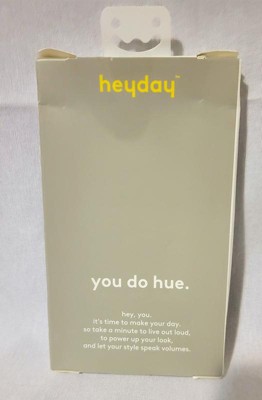 heyday™
you do hue.
hey, you.
it's time to make your day.
so take a minute to live out loud,
to power up your look,
and let your style speak volumes.